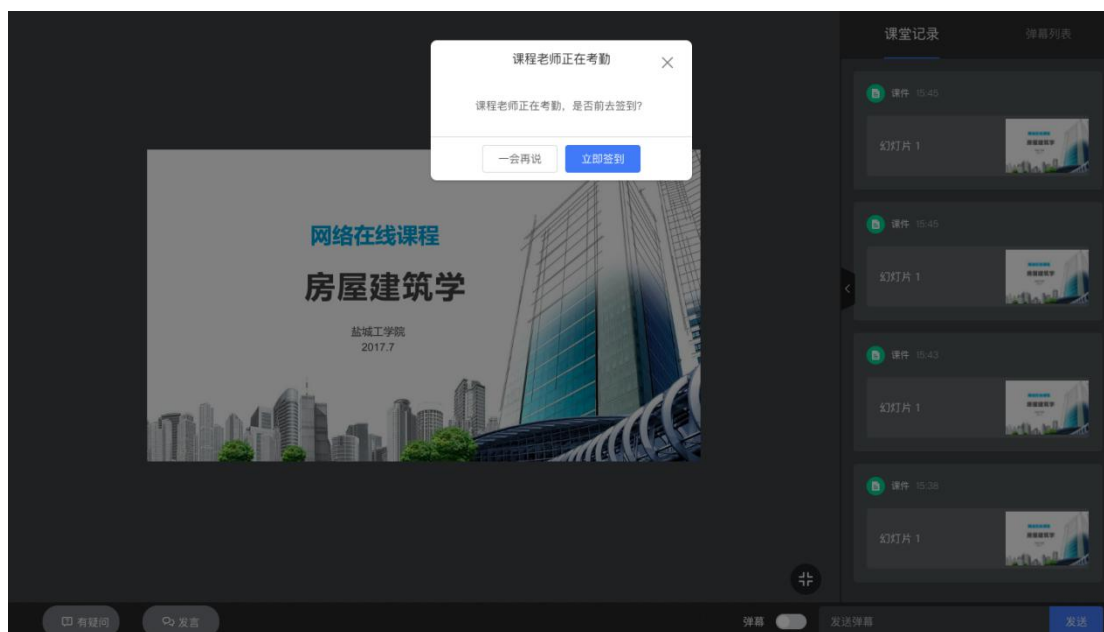 课堂记录
弹幕列表
课程老师正在考勤
课程老师正在考勤，是否前去签到？
一会再说
立即签到
网络在线课程
房屋建筑学
盐城工学院
2017.7
课件 15:45
幻灯片 1
课件 15:45
幻灯片 1
课件 15:43
幻灯片 1
课件 15:38
幻灯片 1
有疑问
发言
弹幕
发送弹幕
发送